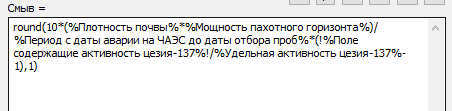 Смыв =
round(10*(%Плотность почвы%*%Мощность пахотного горизонта%)/
%Период с даты аварии на ЧАЭС до даты отбора проб%*(!%Поле
содержащие активность цезия-137%!/%Удельная активность цезия-137%-
1),1)